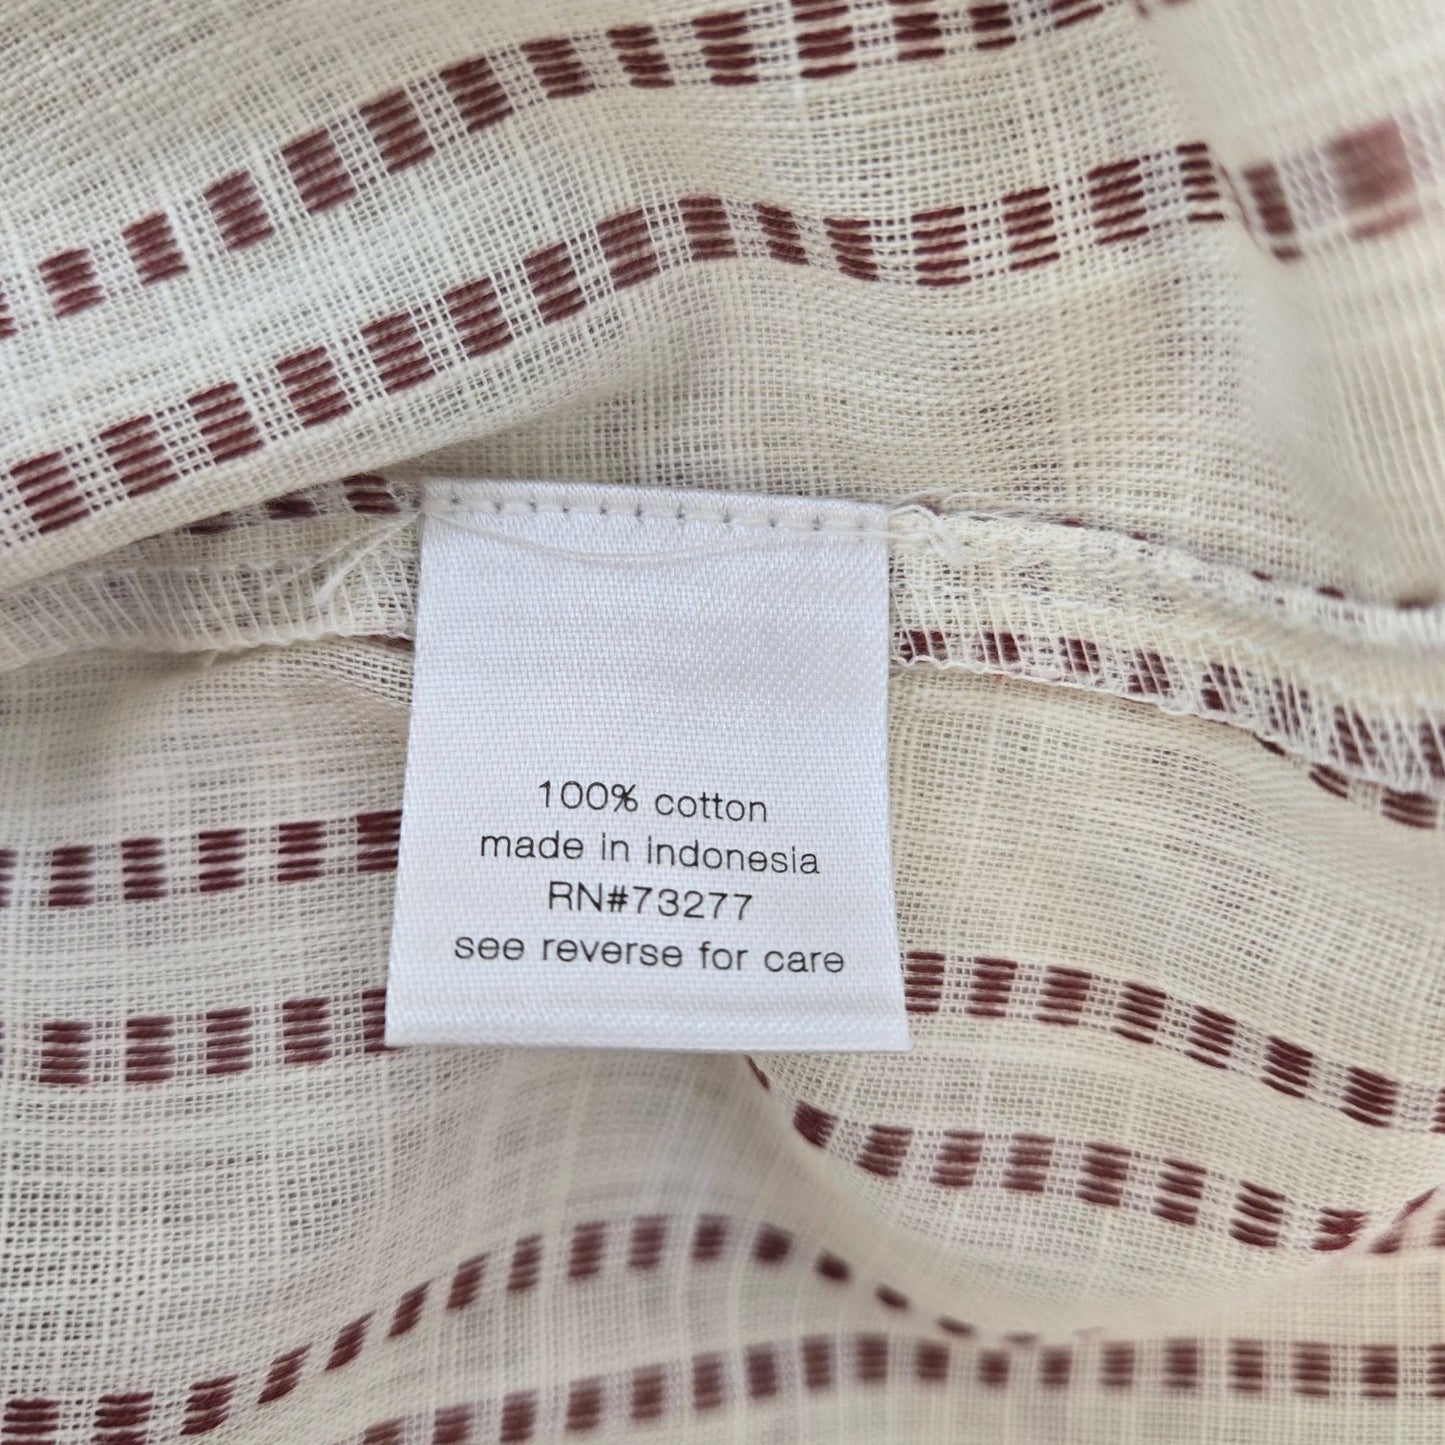 100% cotton
made in indonesia
RN#73277
see reverse for care